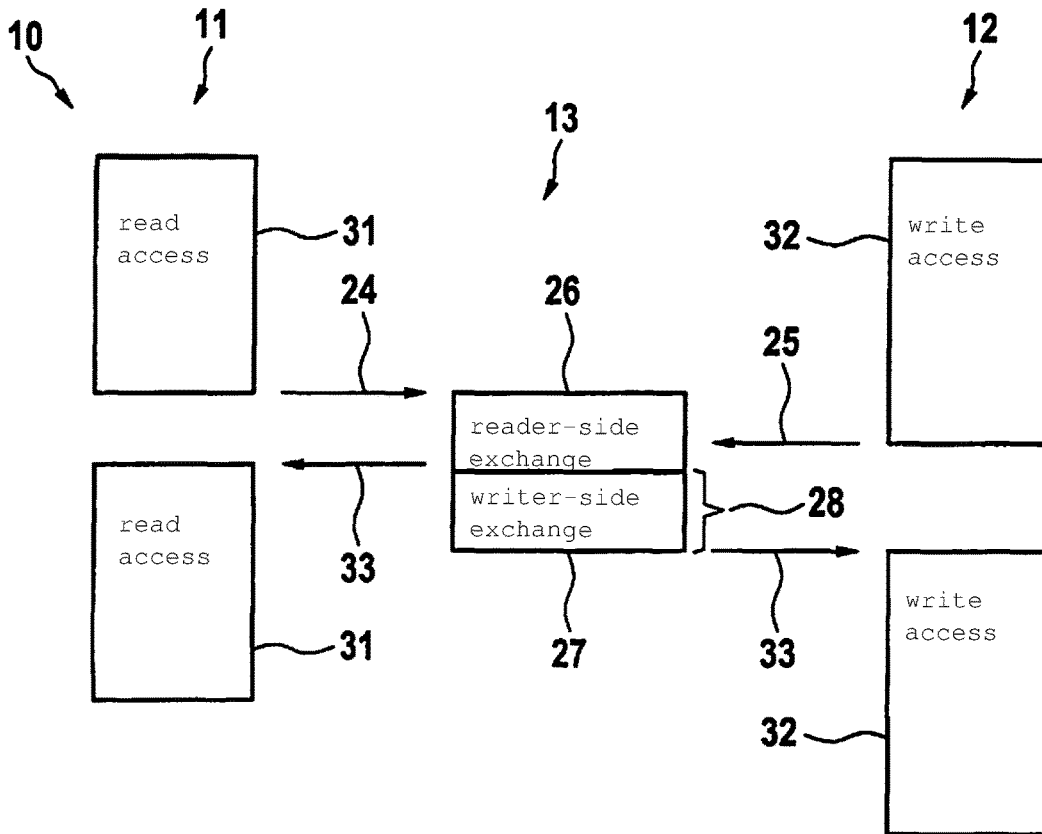 10
11
12
13
read
access
31
32
write
access
24
26
25
reader-side
exchange
writer-side
exchange
28
read
access
33
33
write
access
31
27
32